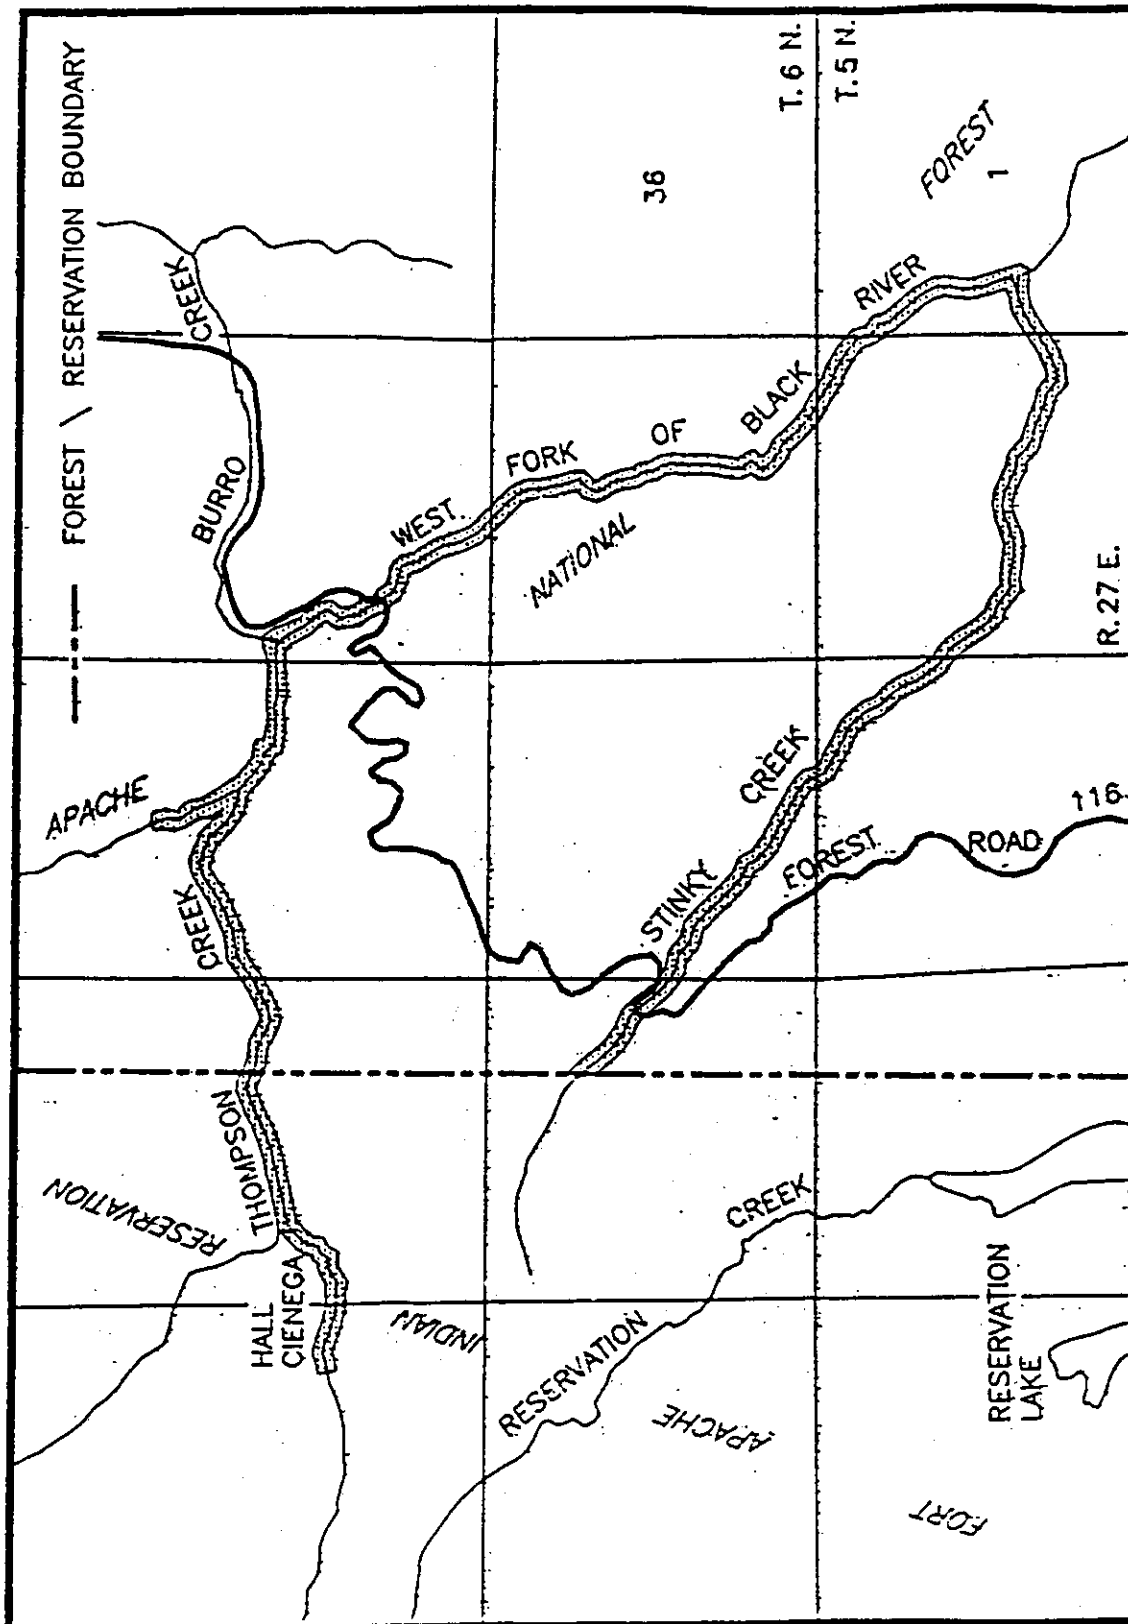 FOREST \ RESERVATION BOUNDARY
T. 6 N.
T. 5 N.
36
FOREST
1
CREEK
BURRO
RIVER
BLACK
OF
FORK
WEST
NATIONAL
R. 27 E.
APACHE
CREEK
THOMPSON
CREEK
STINKY
FOREST
ROAD
116
RESERVATION
HALL
CIENEGA
INDIAN
RESERVATION
CREEK
APACHE
FORT
RESERVATION
LAKE